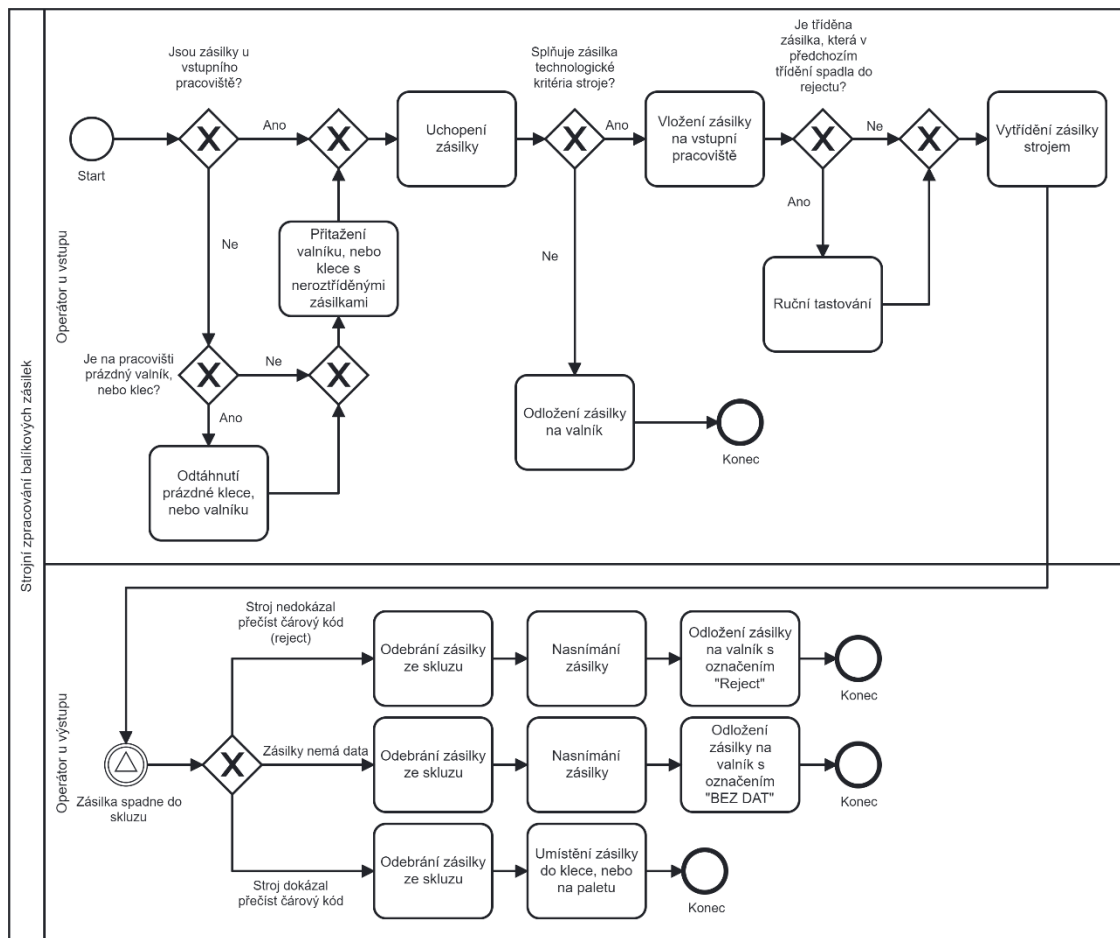 Strojní zpracování balíkových zásilek
Operátor u vstupu
Start
Jsou zásilky u
vstupního
pracoviště?
Ano
Ne
Je na pracovišti
prázdný valník,
nebo klec?
Ne
Ano
Odtáhnutí
prázdné klece,
nebo valníku
Přitažení
valníku, nebo
klece s
neroztříděnými
zásilkami
Uchopení
zásilky
Splňuje zásilka
technologické
kritéria stroje?
Ano
Ne
Odložení zásilky
na valník
Konec
Vložení zásilky
na vstupní
pracoviště
Je tříděna
zásilka, která v
předchozím
třídění spadla do
rejectu?
Ne
Ano
Ruční tastování
Vytřídění zásilky
strojem
Operátor u výstupu
Zásilka spadne do
skluzu
Stroj nedokázal
přečíst čárový kód
(reject)
Odebrání zásilky
ze skluzu
Nasnímání
zásilky
Odložení zásilky
na valník s
označením
"Reject"
Konec
Zásilky nemá data
Odebrání zásilky
ze skluzu
Nasnímání
zásilky
Odložení
zásilky na
valník s
označením
"BEZ DAT"
Konec
Stroj dokázal
přečíst čárový kód
Odebrání zásilky
ze skluzu
Umístění zásilky
do klece, nebo
na paletu
Konec